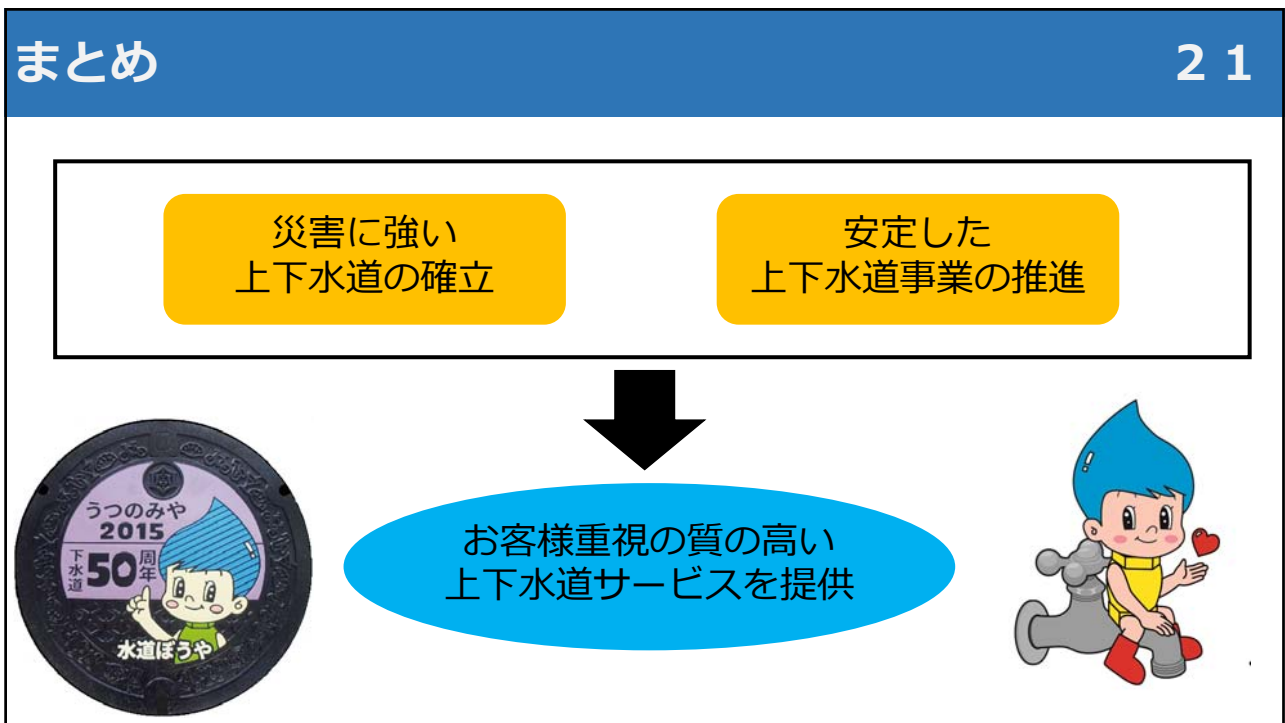 まとめ
２１
災害に強い
上下水道の確立
安定した
上下水道事業の推進
お客様重視の質の高い
上下水道サービスを提供
うつのみや
2015
下水道50周年
水道ぼうや